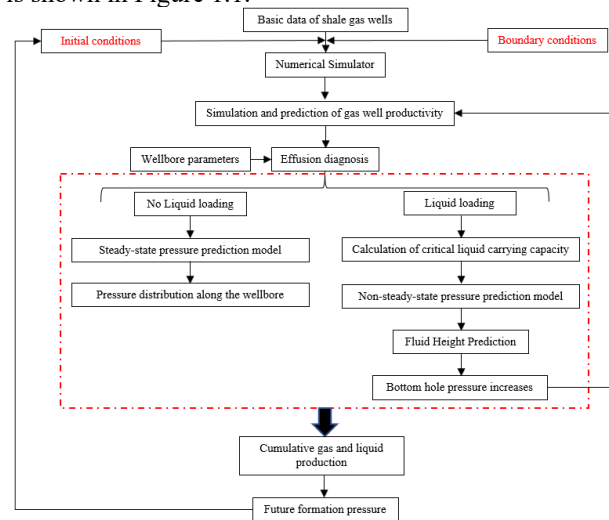 is shown in Figure 1.1.
Basic data of shale gas wells
Initial conditions
Boundary conditions
Numerical Simulator
Simulation and prediction of gas well productivity
Wellbore parameters
Effusion diagnosis
No Liquid loading
Liquid loading
Steady-state pressure prediction model
Calculation of critical liquid carrying capacity
Pressure distribution along the wellbore
Non-steady-state pressure prediction model
Fluid Height Prediction
Bottom hole pressure increases
Cumulative gas and liquid
production
Future formation pressure